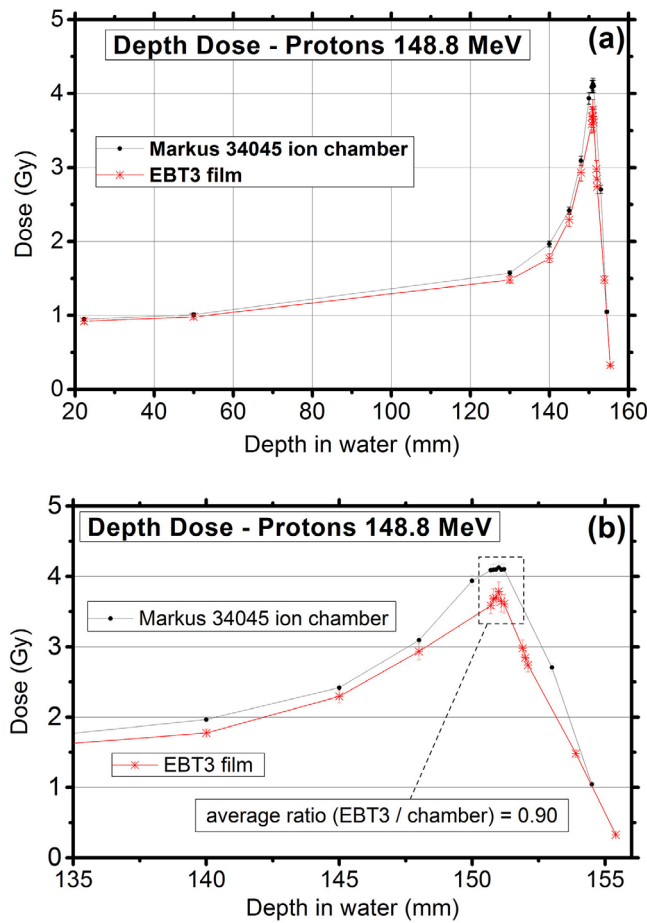 Depth Dose - Protons 148.8 MeV
(a)
Markus 34045 ion chamber
EBT3 film
Dose (Gy)
5
4
3
2
1
0
20 40 60 80 100 120 140 160
Depth in water (mm)
Depth Dose - Protons 148.8 MeV
(b)
Markus 34045 ion chamber
EBT3 film
average ratio (EBT3 / chamber) = 0.90
Dose (Gy)
5
4
3
2
1
0
135 140 145 150 155
Depth in water (mm)